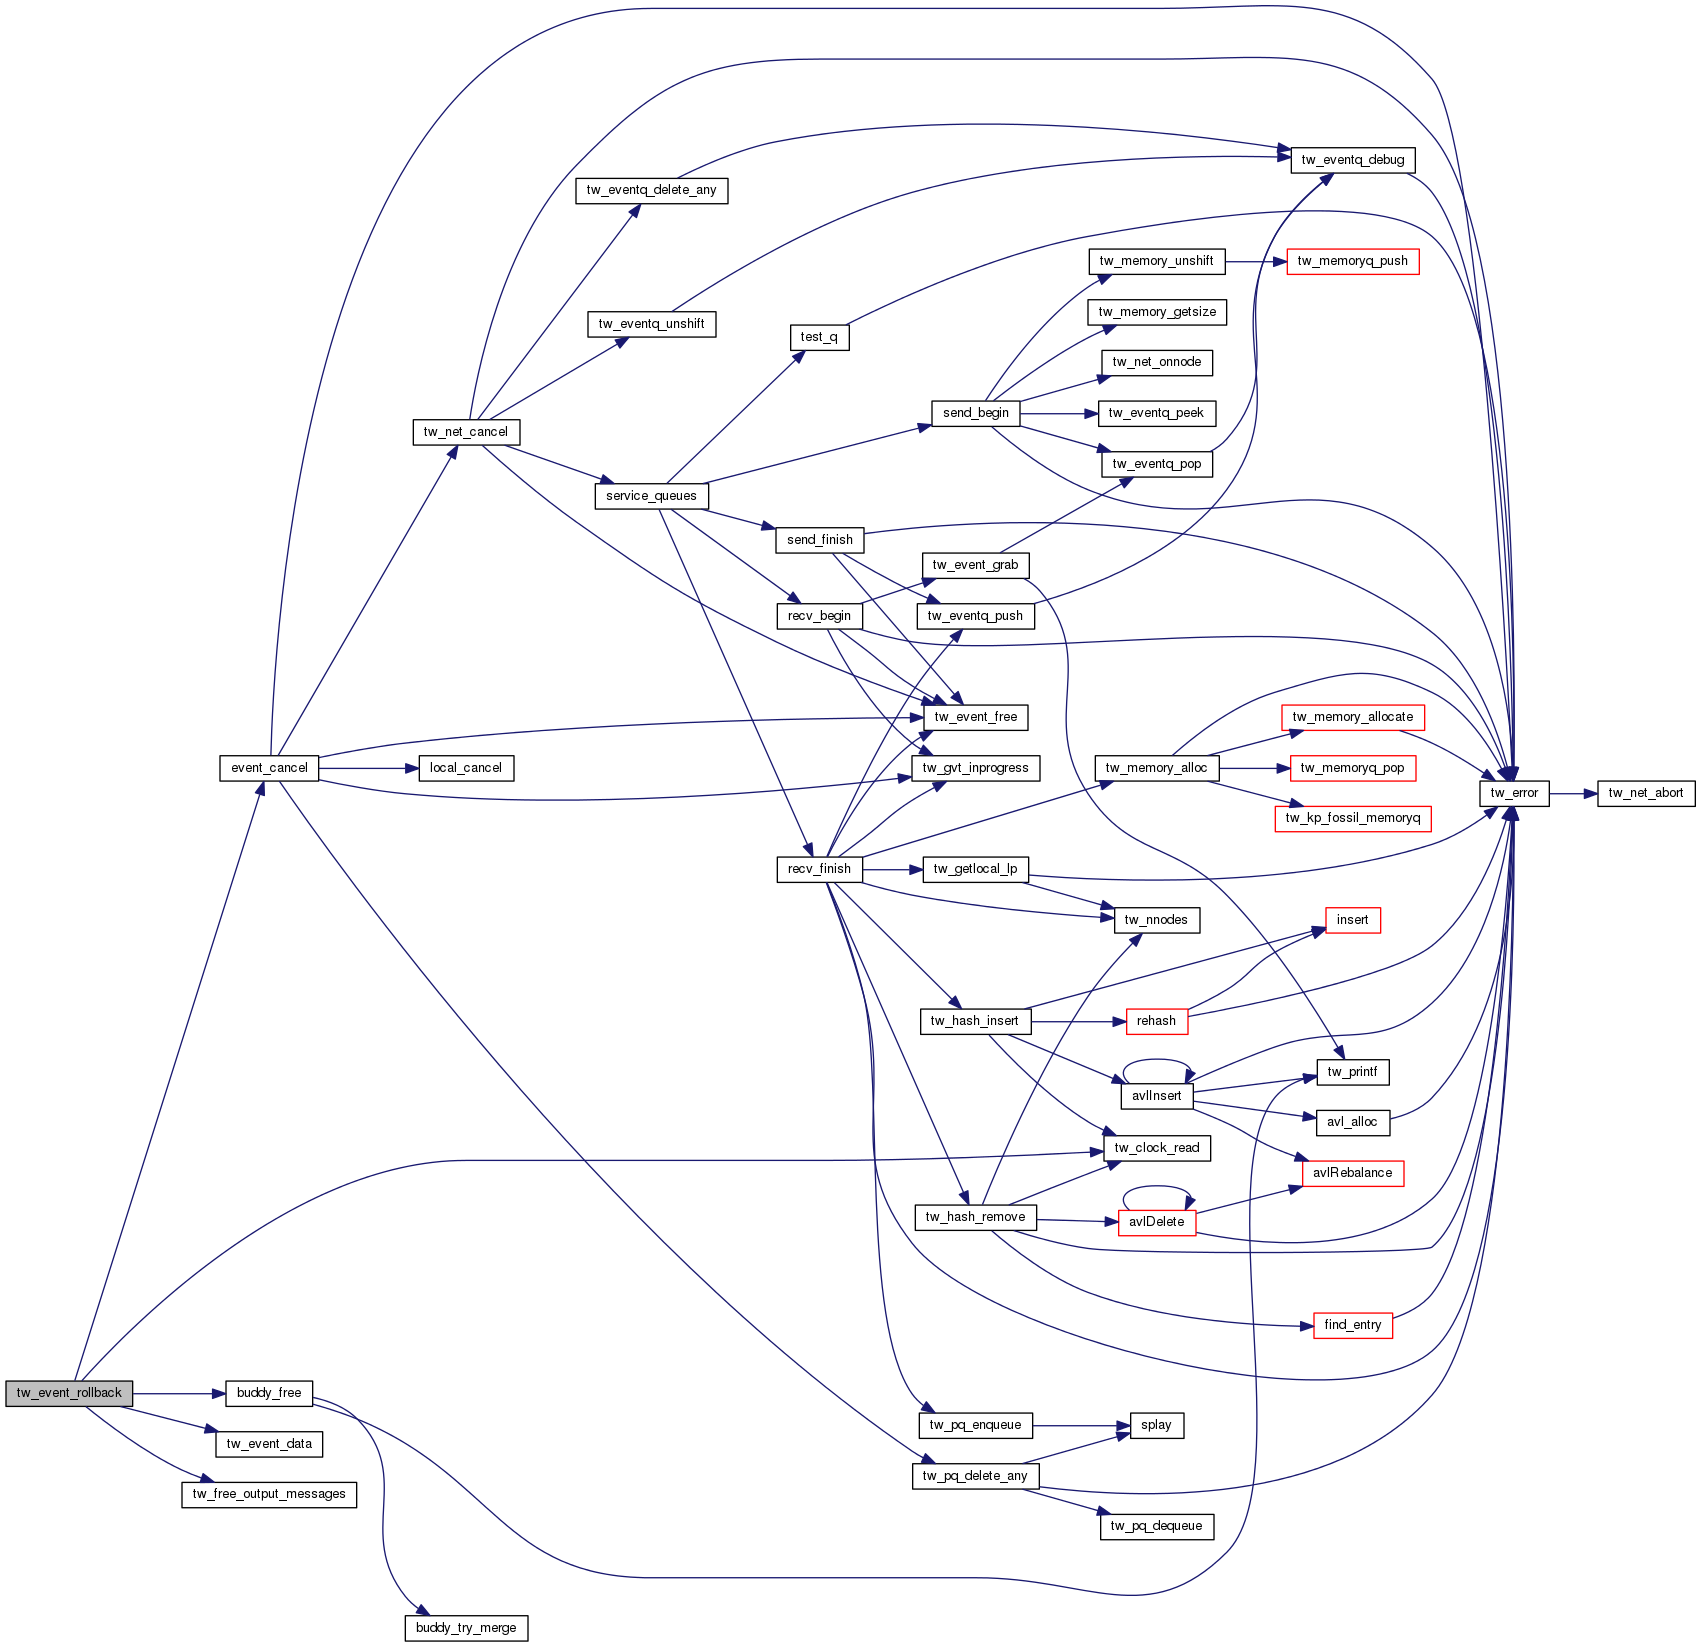 tw_eventq_debug
tw_eventq_delete_any
tw_memory_unshift
tw_memoryq_push
tw_memory_getsize
tw_eventq_unshift
test_q
tw_net_onnode
send_begin
tw_eventq_peek
tw_net_cancel
tw_eventq_pop
service_queues
send_finish
tw_event_grab
recv_begin
tw_eventq_push
tw_event_free
tw_memory_allocate
event_cancel
local_cancel
tw_gvt_inprogress
tw_memory_alloc
tw_memoryq_pop
tw_error
tw_net_abort
tw_kp_fossil_memoryq
recv_finish
tw_getlocal_lp
tw_nnodes
insert
tw_hash_insert
rehash
tw_printf
avlInsert
avl_alloc
tw_clock_read
avlRebalance
tw_hash_remove
avlDelete
find_entry
tw_event_rollback
buddy_free
tw_pq_enqueue
splay
tw_event_data
tw_pq_delete_any
tw_free_output_messages
tw_pq_dequeue
buddy_try_merge